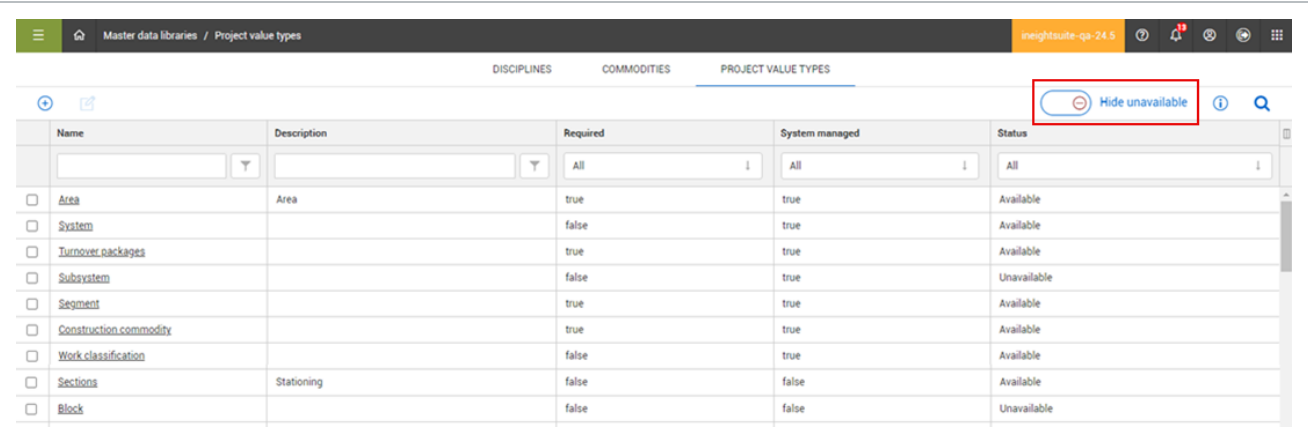 Master data libraries / Project value types
ineightsuite-qa-24.5
19
DISCIPLINES COMMODITIES PROJECT VALUE TYPES
Hide unavailable
Name Description Required System managed Status
All All All
Area Area true true Available
System false true Available
Turnover packages true true Available
Subsystem false true Unavailable
Segment true true Available
Construction commodity true true Available
Work classification false true Available
Sections Stationing false false Available
Block false false Unavailable